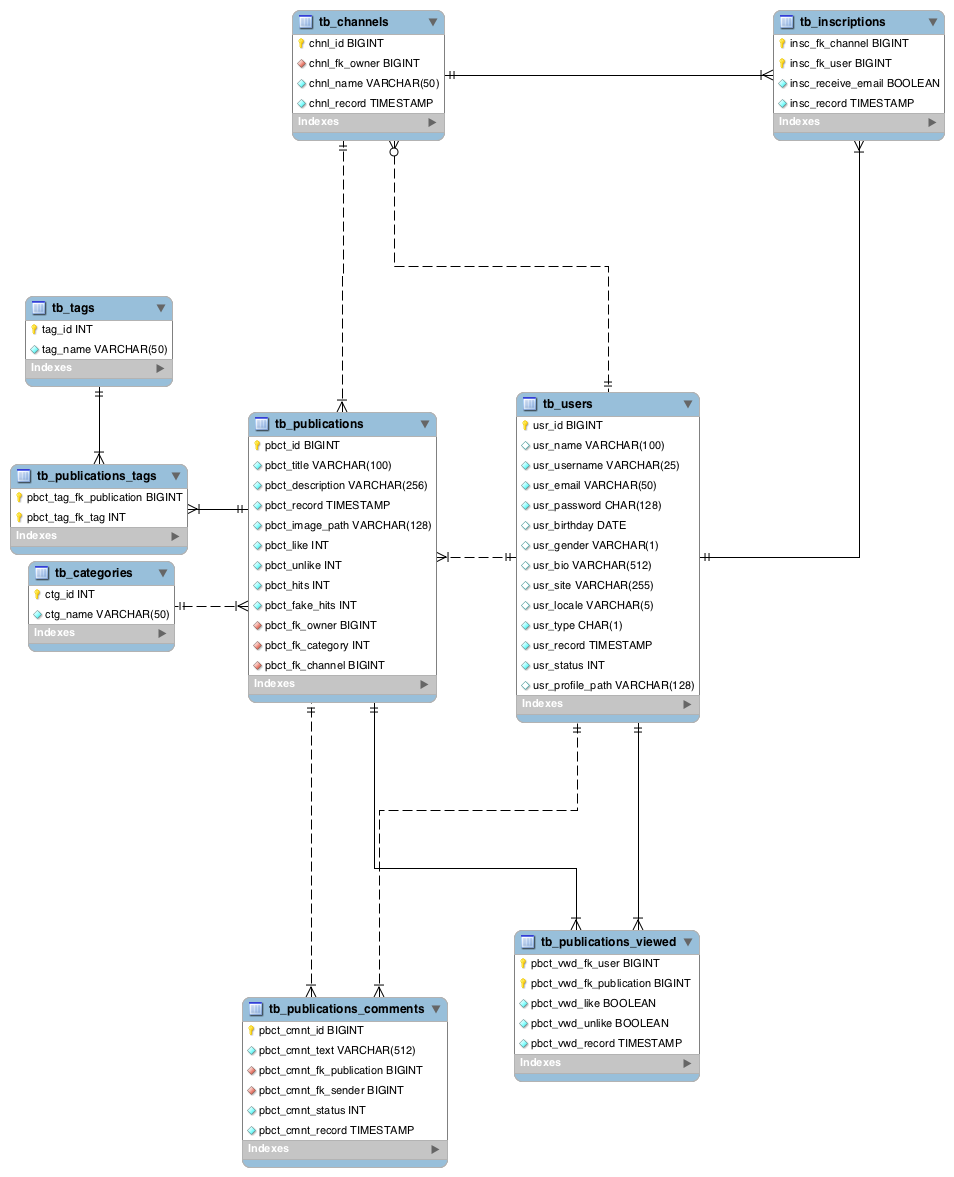 tb_channels
chnl_id BIGINT
chnl_fk_owner BIGINT
chnl_name VARCHAR(50)
chnl_record TIMESTAMP
Indexes
tb_inscriptions
insc_fk_channel BIGINT
insc_fk_user BIGINT
insc_receive_email BOOLEAN
insc_record TIMESTAMP
Indexes
tb_tags
tag_id INT
tag_name VARCHAR(50)
Indexes
tb_publications_tags
pbct_tag_fk_publication BIGINT
pbct_tag_fk_tag INT
Indexes
tb_categories
ctg_id INT
ctg_name VARCHAR(50)
Indexes
tb_publications
pbct_id BIGINT
pbct_title VARCHAR(100)
pbct_description VARCHAR(256)
pbct_record TIMESTAMP
pbct_image_path VARCHAR(128)
pbct_like INT
pbct_unlike INT
pbct_hits INT
pbct_fake_hits INT
pbct_fk_owner BIGINT
pbct_fk_category INT
pbct_fk_channel BIGINT
Indexes
tb_users
usr_id BIGINT
usr_name VARCHAR(100)
usr_username VARCHAR(25)
usr_email VARCHAR(50)
usr_password CHAR(128)
usr_birthday DATE
usr_gender VARCHAR(1)
usr_bio VARCHAR(512)
usr_site VARCHAR(255)
usr_locale VARCHAR(5)
usr_type CHAR(1)
usr_record TIMESTAMP
usr_status INT
usr_profile_path VARCHAR(128)
Indexes
tb_publications_viewed
pbct_vwd_fk_user BIGINT
pbct_vwd_fk_publication BIGINT
pbct_vwd_like BOOLEAN
pbct_vwd_unlike BOOLEAN
pbct_vwd_record TIMESTAMP
Indexes
tb_publications_comments
pbct_cmnt_id BIGINT
pbct_cmnt_text VARCHAR(512)
pbct_cmnt_fk_publication BIGINT
pbct_cmnt_fk_sender BIGINT
pbct_cmnt_status INT
pbct_cmnt_record TIMESTAMP
Indexes